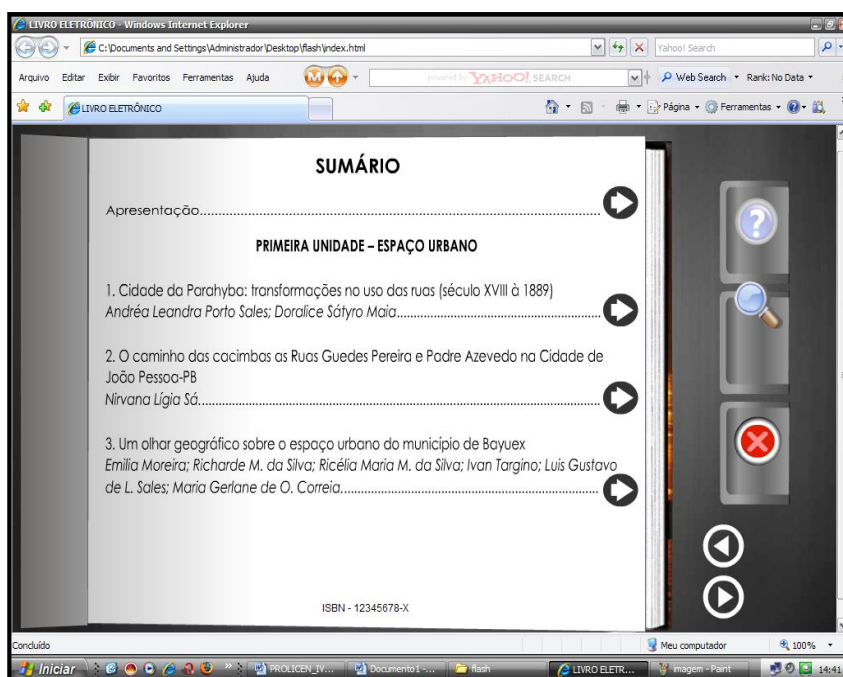 LIVRO ELETRÔNICO - Windows Internet Explorer
C:\Documents and Settings\Administrador\Desktop\flash\index.html
Yahoo! Search
Arquivo Editar Exibir Favoritos Ferramentas Ajuda
powered by YAHOO! SEARCH
Web Search
Rank: No Data
LIVRO ELETRÔNICO
Página
Ferramentas
SUMÁRIO
Apresentação
PRIMEIRA UNIDADE – ESPAÇO URBANO
1. Cidade da Parahyba: transformações no uso das ruas (século XVIII à 1889)
Andréa Leandra Porto Sales; Doralice Sátyro Maia
2. O caminho das cacimbas as Ruas Guedes Pereira e Padre Azevedo na Cidade de
João Pessoa-PB
Nirvana Lígia Sá
3. Um olhar geográfico sobre o espaço urbano do município de Bayuex
Emilia Moreira; Richarde M. da Silva; Ricélia Maria M. da Silva; Ivan Targino; Luis Gustavo
de L. Sales; Maria Gerlane de O. Correia
ISBN - 12345678-X
Concluído
Meu computador
100%
Iniciar
PROLICEN_IV...
Documento1 -...
flash
LIVRO ELETR...
imagem - Paint
14:41